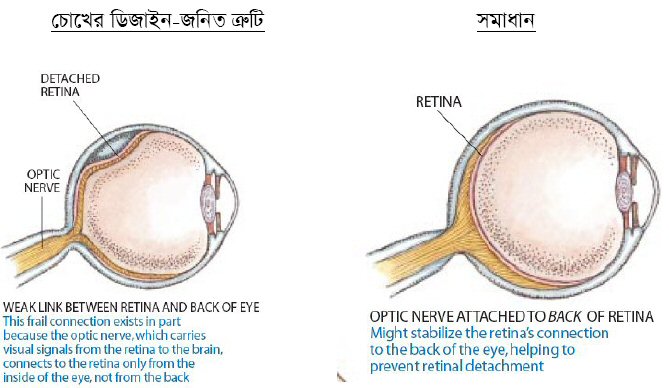 চোখের ডিজাইন-জনিত ত্রুটি
DETACHED
RETINA
OPTIC
NERVE
WEAK LINK BETWEEN RETINA AND BACK OF EYE
This frail connection exists in part
because the optic nerve, which carries
visual signals from the retina to the brain,
connects to the retina only from the
inside of the eye, not from the back
সমাধান
RETINA
OPTIC NERVE ATTACHED TO BACK OF RETINA
Might stabilize the retina's connection
to the back of the eye, helping to
prevent retinal detachment